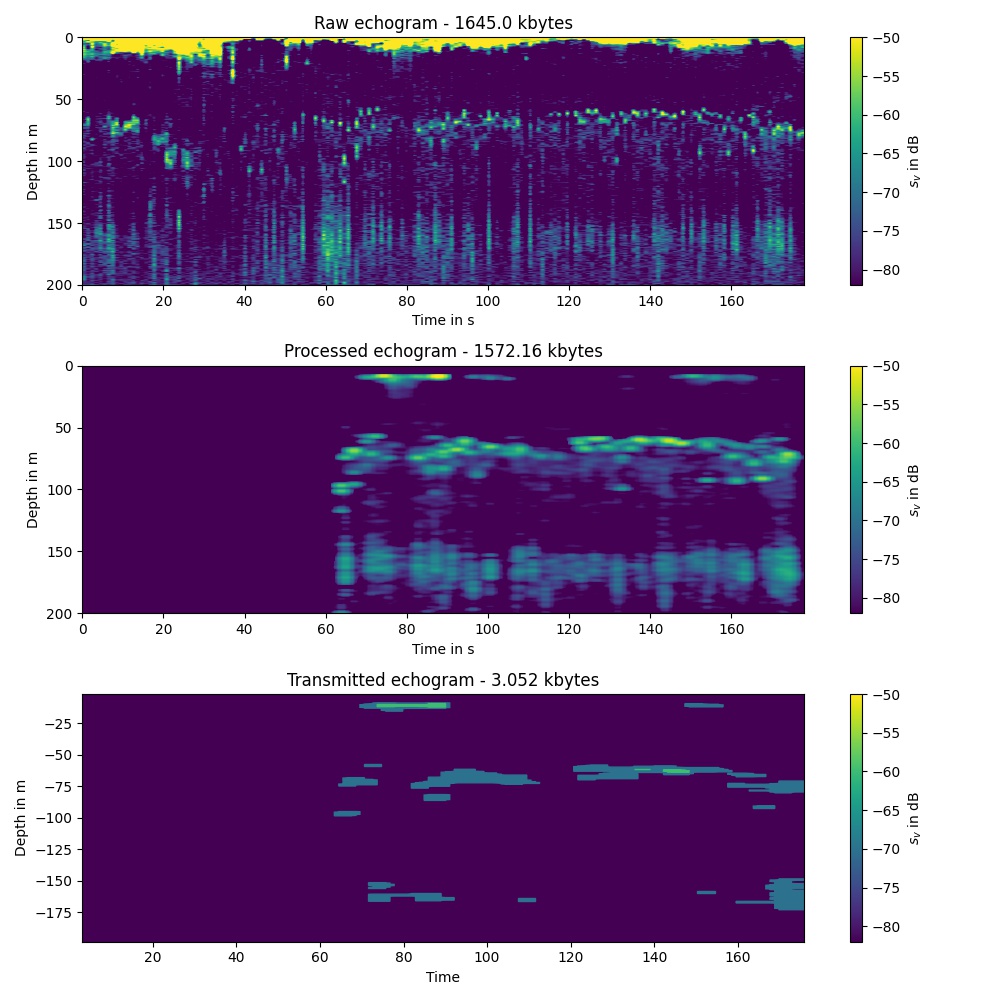 Raw echogram - 1645.0 kbytes
0
50
100
150
200
Depth in m
0 20 40 60 80 100 120 140 160
Time in s
−50
−55
−60
−65
−70
−75
−80
sv in dB
Processed echogram - 1572.16 kbytes
0
50
100
150
200
Depth in m
0 20 40 60 80 100 120 140 160
Time in s
−50
−55
−60
−65
−70
−75
−80
sv in dB
Transmitted echogram - 3.052 kbytes
−25
−50
−75
−100
−125
−150
−175
Depth in m
20 40 60 80 100 120 140 160
Time
−50
−55
−60
−65
−70
−75
−80
sv in dB